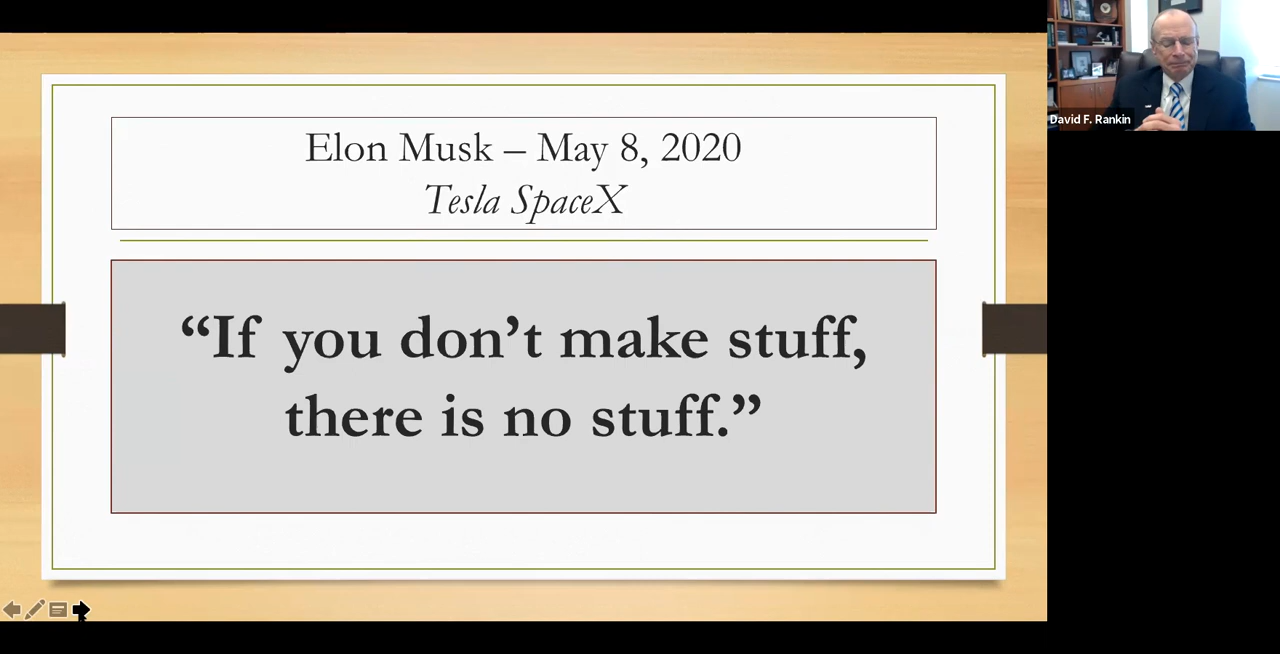 Elon Musk – May 8, 2020
Tesla SpaceX
“If you don’t make stuff,
there is no stuff.”
David F. Rankin